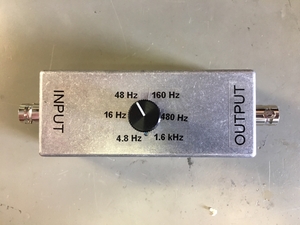 INPUT
48 Hz
160 Hz
16 Hz
480 Hz
4.8 Hz
1.6 kHz
OUTPUT